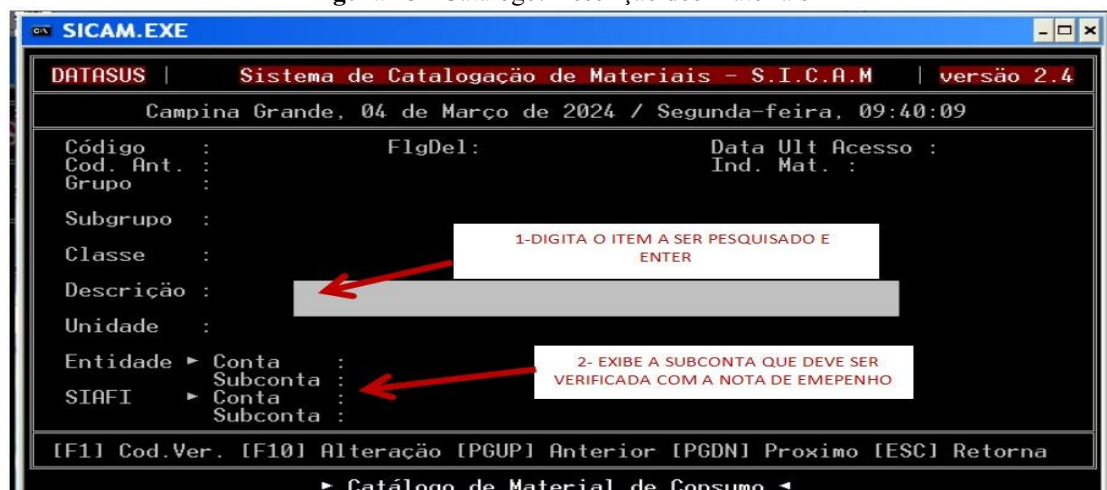 Catálogo: Descrição dos Materiais
SICAM.EXE
DATASUS | Sistema de Catalogação de Materiais - S.I.C.A.M | versão 2.4
Campina Grande, 04 de Março de 2024 / Segunda-feira, 09:40:09
Código : FlgDel: Data Ult Acesso :
Cod. Ant. : Ind. Mat. :
Grupo :
Subgrupo :
1-DIGITA O ITEM A SER PESQUISADO E
ENTER
Classe :
Descrição :
Unidade :
Entidade ► Conta :
Subconta :
2- EXIBE A SUBCONTA QUE DEVE SER
VERIFICADA COM A NOTA DE EMEPENHO
SIAFI ► Conta :
Subconta :
[F1] Cod.Ver. [F10] Alteração [PGUP] Anterior [PGDN] Proximo [ESC] Retorna
► Catálogo de Material de Consumo ◄